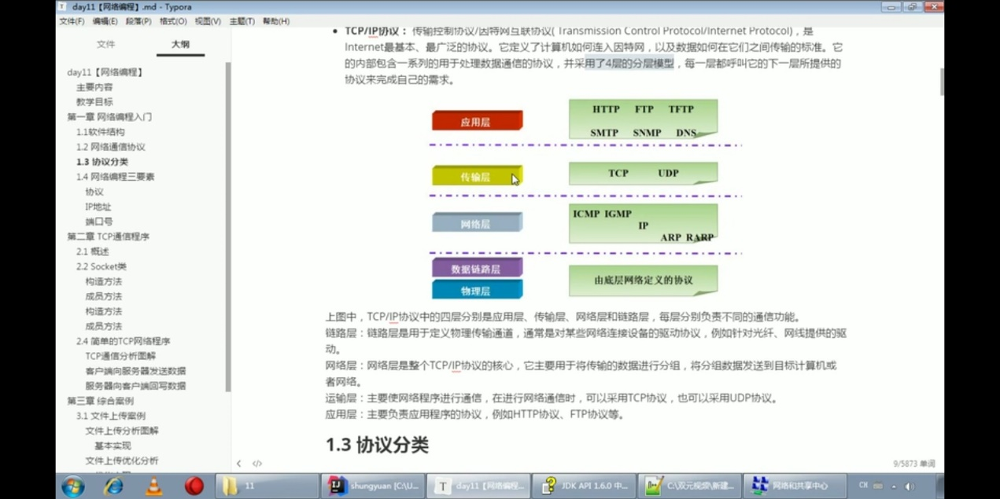 day11【网络编程】.md - Typora
文件(F) 编辑(E) 段落(P) 格式(O) 视图(V) 主题(T) 帮助(H)
文件 大纲
day11【网络编程】
主要内容
教学目标
第一章 网络编程入门
1.1软件结构
1.2 网络通信协议
1.3 协议分类
1.4 网络编程三要素
协议
IP地址
端口号
第二章 TCP通信程序
2.1 概述
2.2 Socket类
构造方法
成员方法
构造方法
成员方法
2.4 简单的TCP网络程序
TCP通信分析图解
客户端向服务器发送数据
服务器向客户端回写数据
第三章 综合案例
3.1 文件上传案例
文件上传分析图解
基本实现
文件上传优化分析
TCP/IP协议： 传输控制协议/因特网互联协议( Transmission Control Protocol/Internet Protocol)，是
Internet最基本、最广泛的协议。它定义了计算机如何连入因特网，以及数据如何在它们之间传输的标准。它
的内部包含一系列的用于处理数据通信的协议，并采用了4层的分层模型，每一层都呼叫它的下一层所提供的
协议来完成自己的需求。
应用层
HTTP FTP TFTP
SMTP SNMP DNS
传输层
TCP UDP
网络层
ICMP IGMP
IP
ARP RARP
数据链路层
物理层
由底层网络定义的协议
上图中，TCP/IP协议中的四层分别是应用层、传输层、网络层和链路层，每层分别负责不同的通信功能。
链路层：链路层是用于定义物理传输通道，通常是对某些网络连接设备的驱动协议，例如针对光纤、网线提供的驱
动。
网络层：网络层是整个TCP/IP协议的核心，它主要用于将传输的数据进行分组，将分组数据发送到目标计算机或
者网络。
运输层：主要使网络程序进行通信，在进行网络通信时，可以采用TCP协议，也可以采用UDP协议。
应用层：主要负责应用程序的协议，例如HTTP协议、FTP协议等。
1.3 协议分类
9/5873 单词
11
shungyuan [C:\U...
day11【网络编程...
JDK API 1.6.0 中...
C:\双元视频\新建...
网络和共享中心
CH